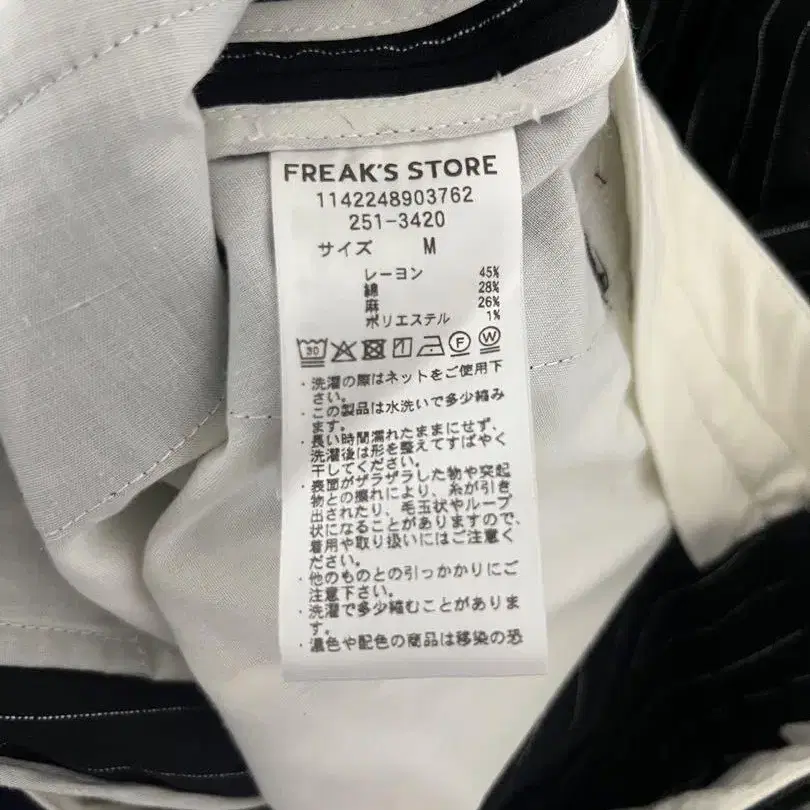 FREAK'S STORE
1142248903762
251-3420
サイズ M
レーヨン 45%
綿 28%
麻 26%
ポリエステル 1%
30 F W
・洗濯の際はネットをご使用下
さい。
・この製品は水洗いで多少縮み
ます。
・長い時間濡れたままにせず、
洗濯後は形を整えてすばやく
干してください。
・表面がザラザラした物や突起
物との擦れにより、糸が引き
出されたり、毛玉状やループ
状になることがありますので、
着用や取り扱いにはご注意く
ださい。
・他のものとの引っかかりにご
注意下さい。
・洗濯で多少縮むことがありま
す。
・濃色や配色の商品は移染の恐